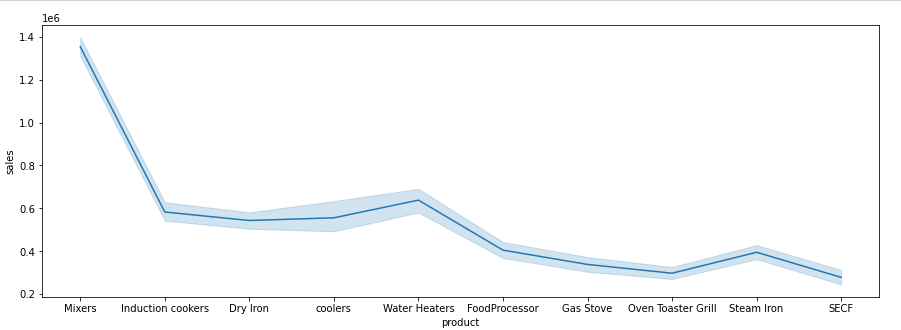 1e6
1.4
1.2
1.0
0.8
0.6
0.4
0.2
sales
Mixers Induction cookers Dry Iron coolers Water Heaters FoodProcessor Gas Stove Oven Toaster Grill Steam Iron SECF
product